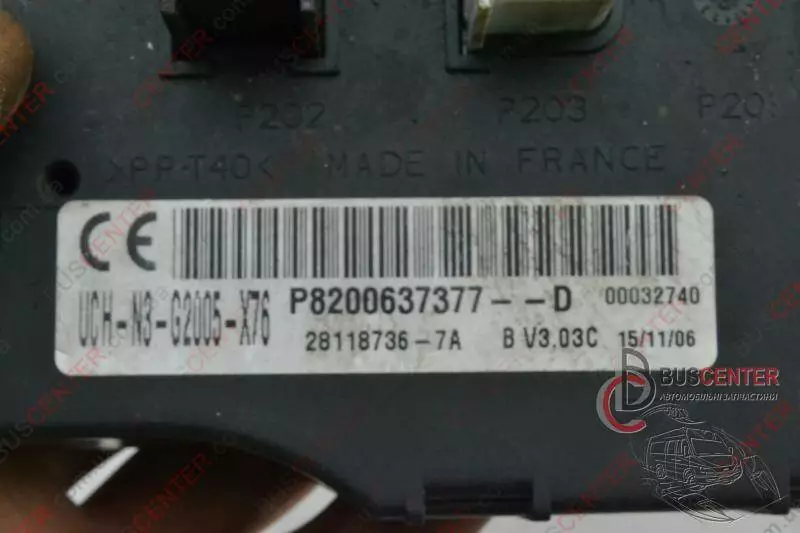 P202 P203 P20
>PP-T40< MADE IN FRANCE
CE
UCH-N3-G2005-X76 P8200637377--D 00032740
28118736-7A B V3.03C 15/11/06
BUSCENTER
АВТОМОБІЛЬНІ ЗАПЧАСТИНИ